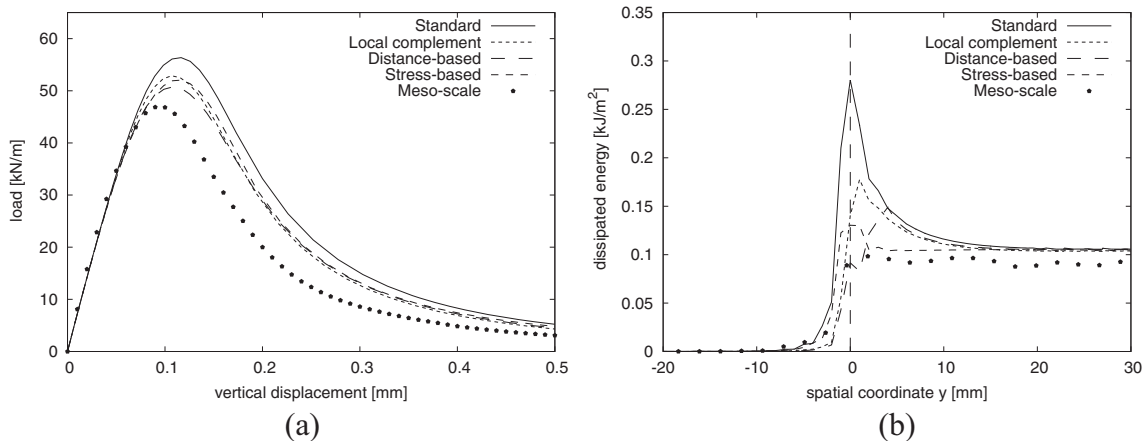 Standard
Local complement
Distance-based
Stress-based
Meso-scale
load [kN/m]
60
50
40
30
20
10
0
0 0.1 0.2 0.3 0.4 0.5
vertical displacement [mm]
(a)
Standard
Local complement
Distance-based
Stress-based
Meso-scale
dissipated energy [kJ/m²]
0.35
0.3
0.25
0.2
0.15
0.1
0.05
0
-20 -10 0 10 20 30
spatial coordinate y [mm]
(b)